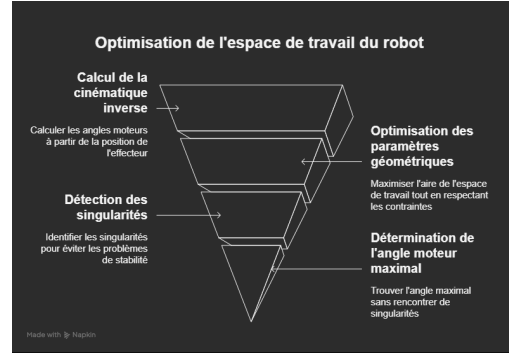 Optimisation de l'espace de travail du robot
Calcul de la
cinématique
inverse
Calculer les angles moteurs
à partir de la position de
l'effecteur
Optimisation des
paramètres
géométriques
Maximiser l'aire de l'espace
de travail tout en respectant
les contraintes
Détection des
singularités
Identifier les singularités
pour éviter les problèmes
de stabilité
Détermination de
l'angle moteur
maximal
Trouver l'angle maximal
sans rencontrer de
singularités
Made with Napkin